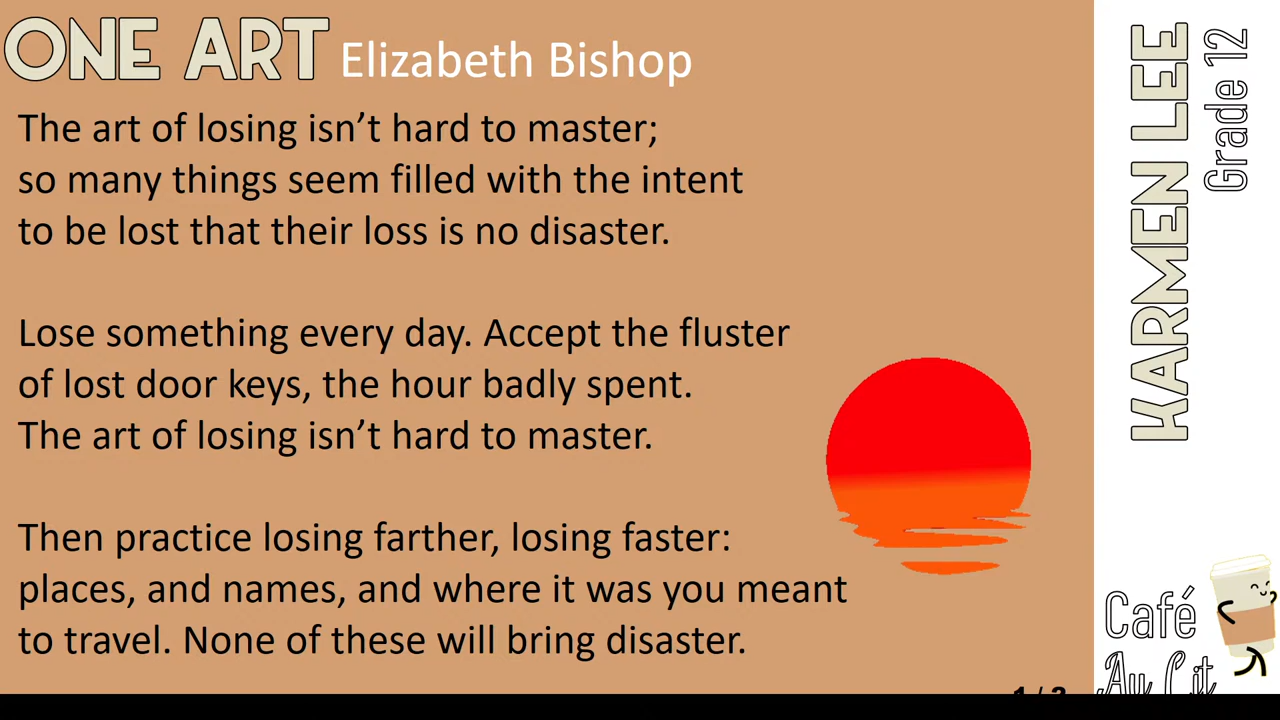 ONE ART Elizabeth Bishop
The art of losing isn’t hard to master;
so many things seem filled with the intent
to be lost that their loss is no disaster.
Lose something every day. Accept the fluster
of lost door keys, the hour badly spent.
The art of losing isn’t hard to master.
Then practice losing farther, losing faster:
places, and names, and where it was you meant
to travel. None of these will bring disaster.
KARMEN LEE
Grade 12
Café
Au Cit